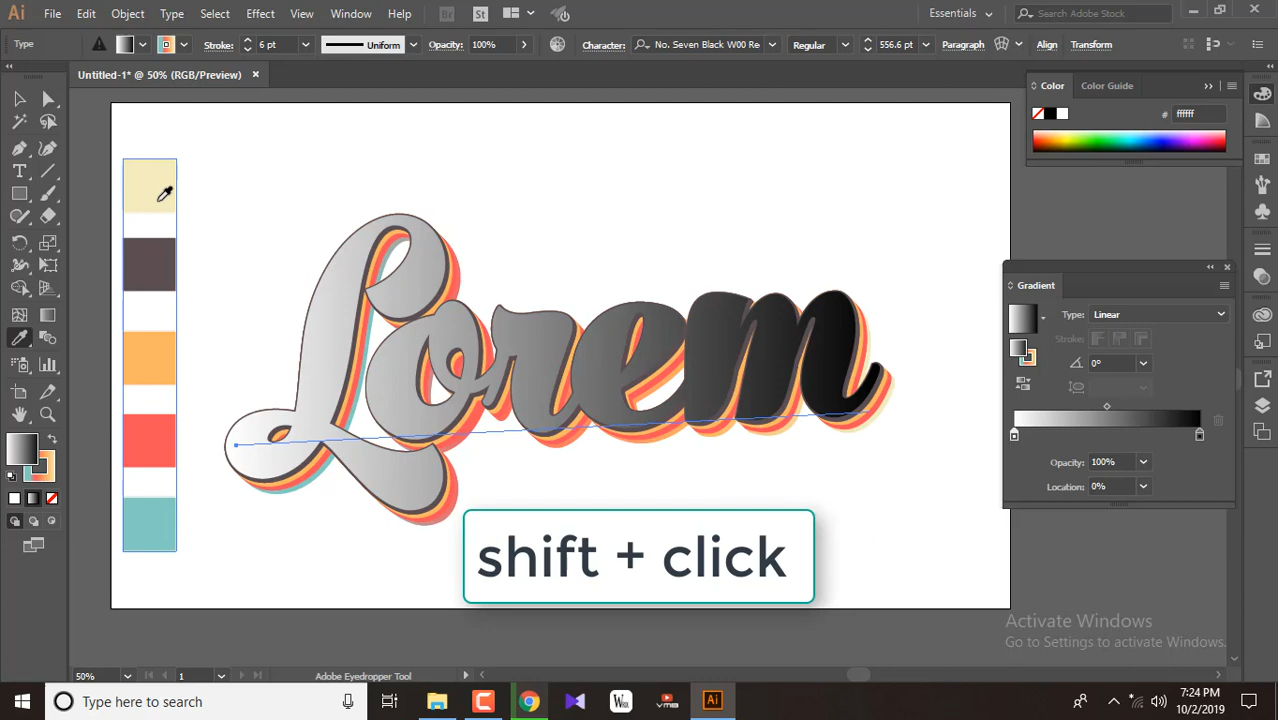 Ai File Edit Object Type Select Effect View Window Help Br St Essentials Search Adobe Stock
Type Stroke: 6 pt Uniform Opacity: 100% Character: No. Seven Black W00 Re Regular 556.6 pt Paragraph Align Transform
Untitled-1* @ 50% (RGB/Preview)
Color Color Guide
# ffffff
Lorem
Gradient
Type: Linear
Stroke:
0°
Opacity: 100%
Location: 0%
shift + click
Activate Windows
Go to Settings to activate Windows.
50% 1 Adobe Eyedropper Tool
Type here to search
Ai
7:24 PM
10/2/2019